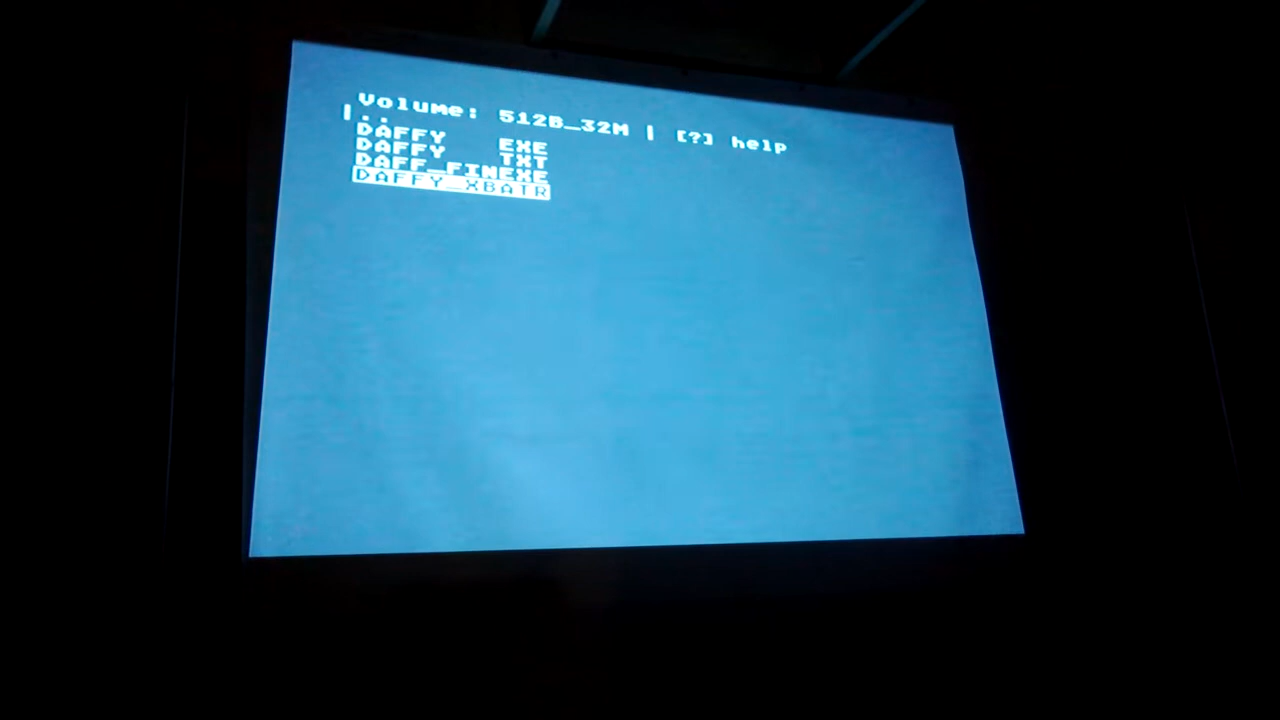 Volume: 512B_32M | [?] help
|..
DAFFY    EXE
DAFFY    TXT
DAFF_FINEXE
DAFFY_XBATR